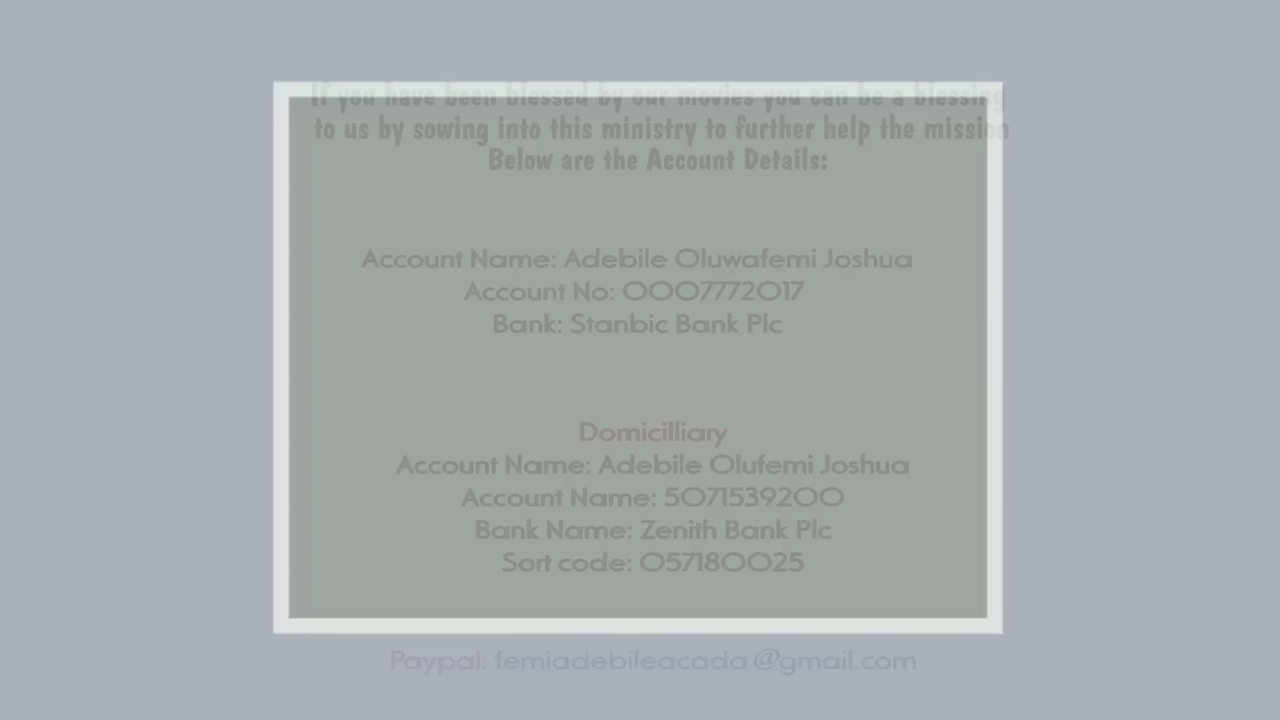 If you have been blessed by our movies you can be a blessing
to us by sowing into this ministry to further help the mission
Below are the Account Details:
Account Name: Adebile Oluwafemi Joshua
Account No: 0007772017
Bank: Stanbic Bank Plc
Domicilliary
Account Name: Adebile Olufemi Joshua
Account Name: 5071539200
Bank Name: Zenith Bank Plc
Sort code: 057180025
Paypal: femiadebileacada@gmail.com